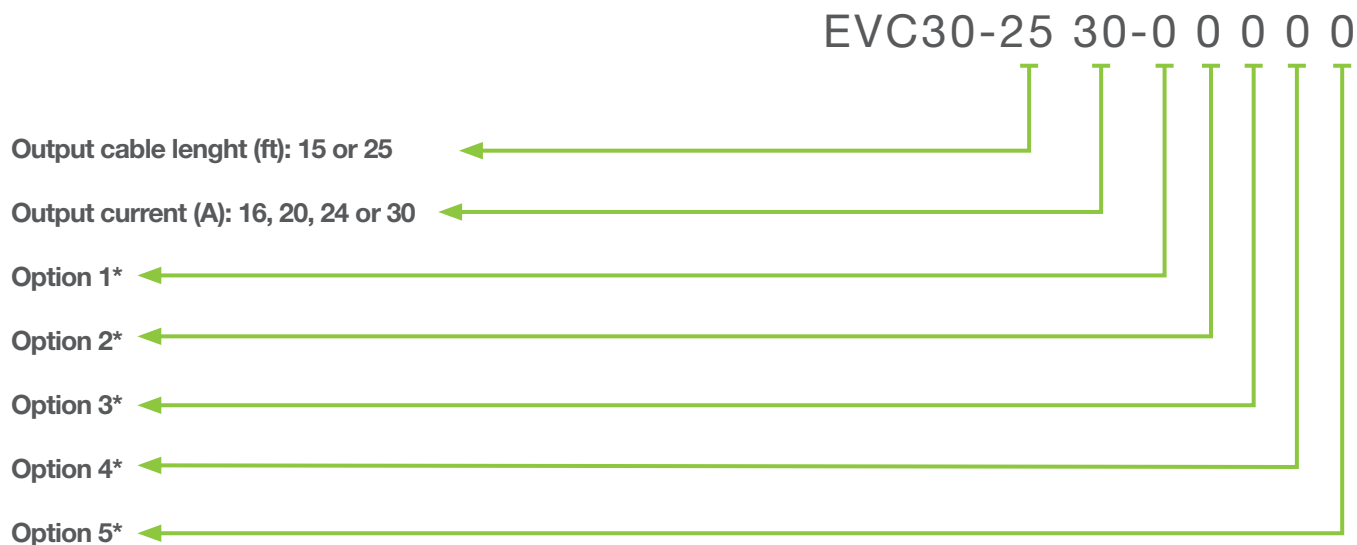 EVC30-25 30-0 0 0 0 0
Output cable lenght (ft): 15 or 25
Output current (A): 16, 20, 24 or 30
Option 1*
Option 2*
Option 3*
Option 4*
Option 5*